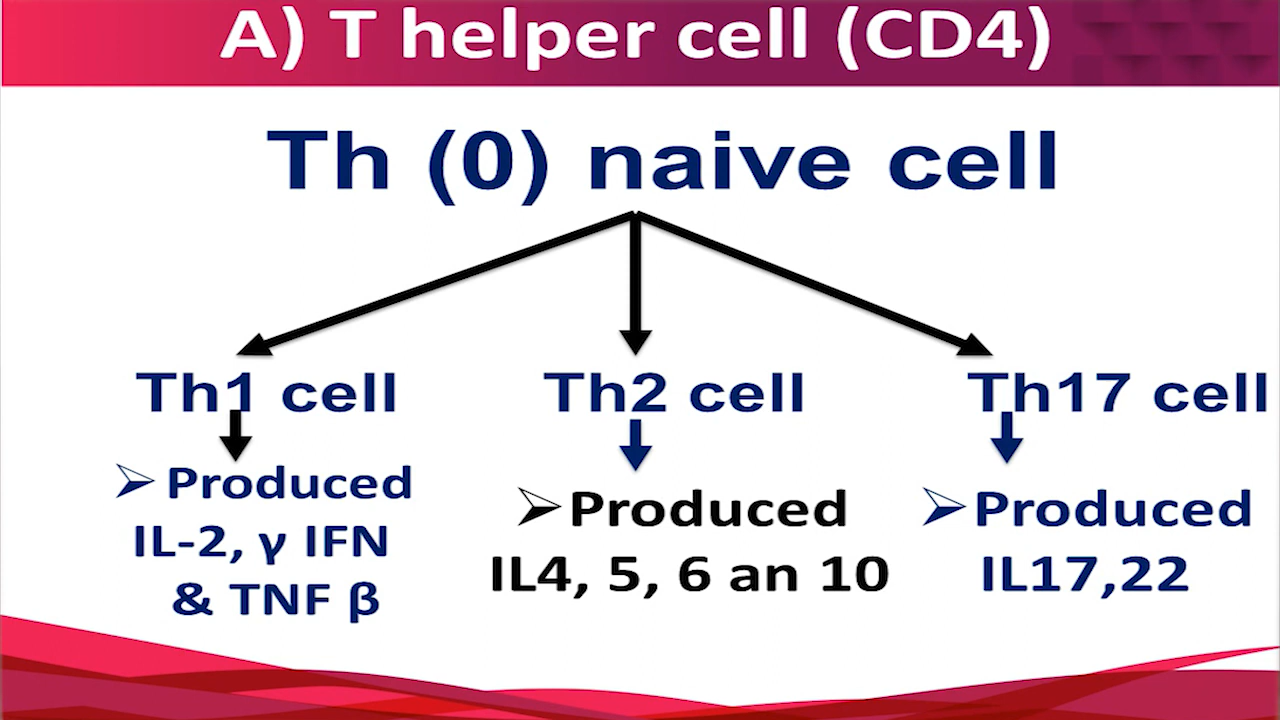 A) T helper cell (CD4)
Th (0) naive cell
Th1 cell
Produced
IL-2, γ IFN
& TNF β
Th2 cell
Produced
IL4, 5, 6 an 10
Th17 cell
Produced
IL17,22